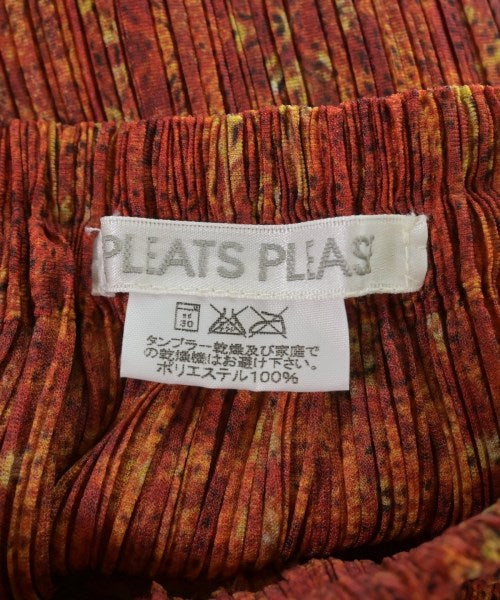 PLEATS PLEAS
30
タンブラー乾燥及び家庭で
の乾燥機はお避け下さい。
ポリエステル100%